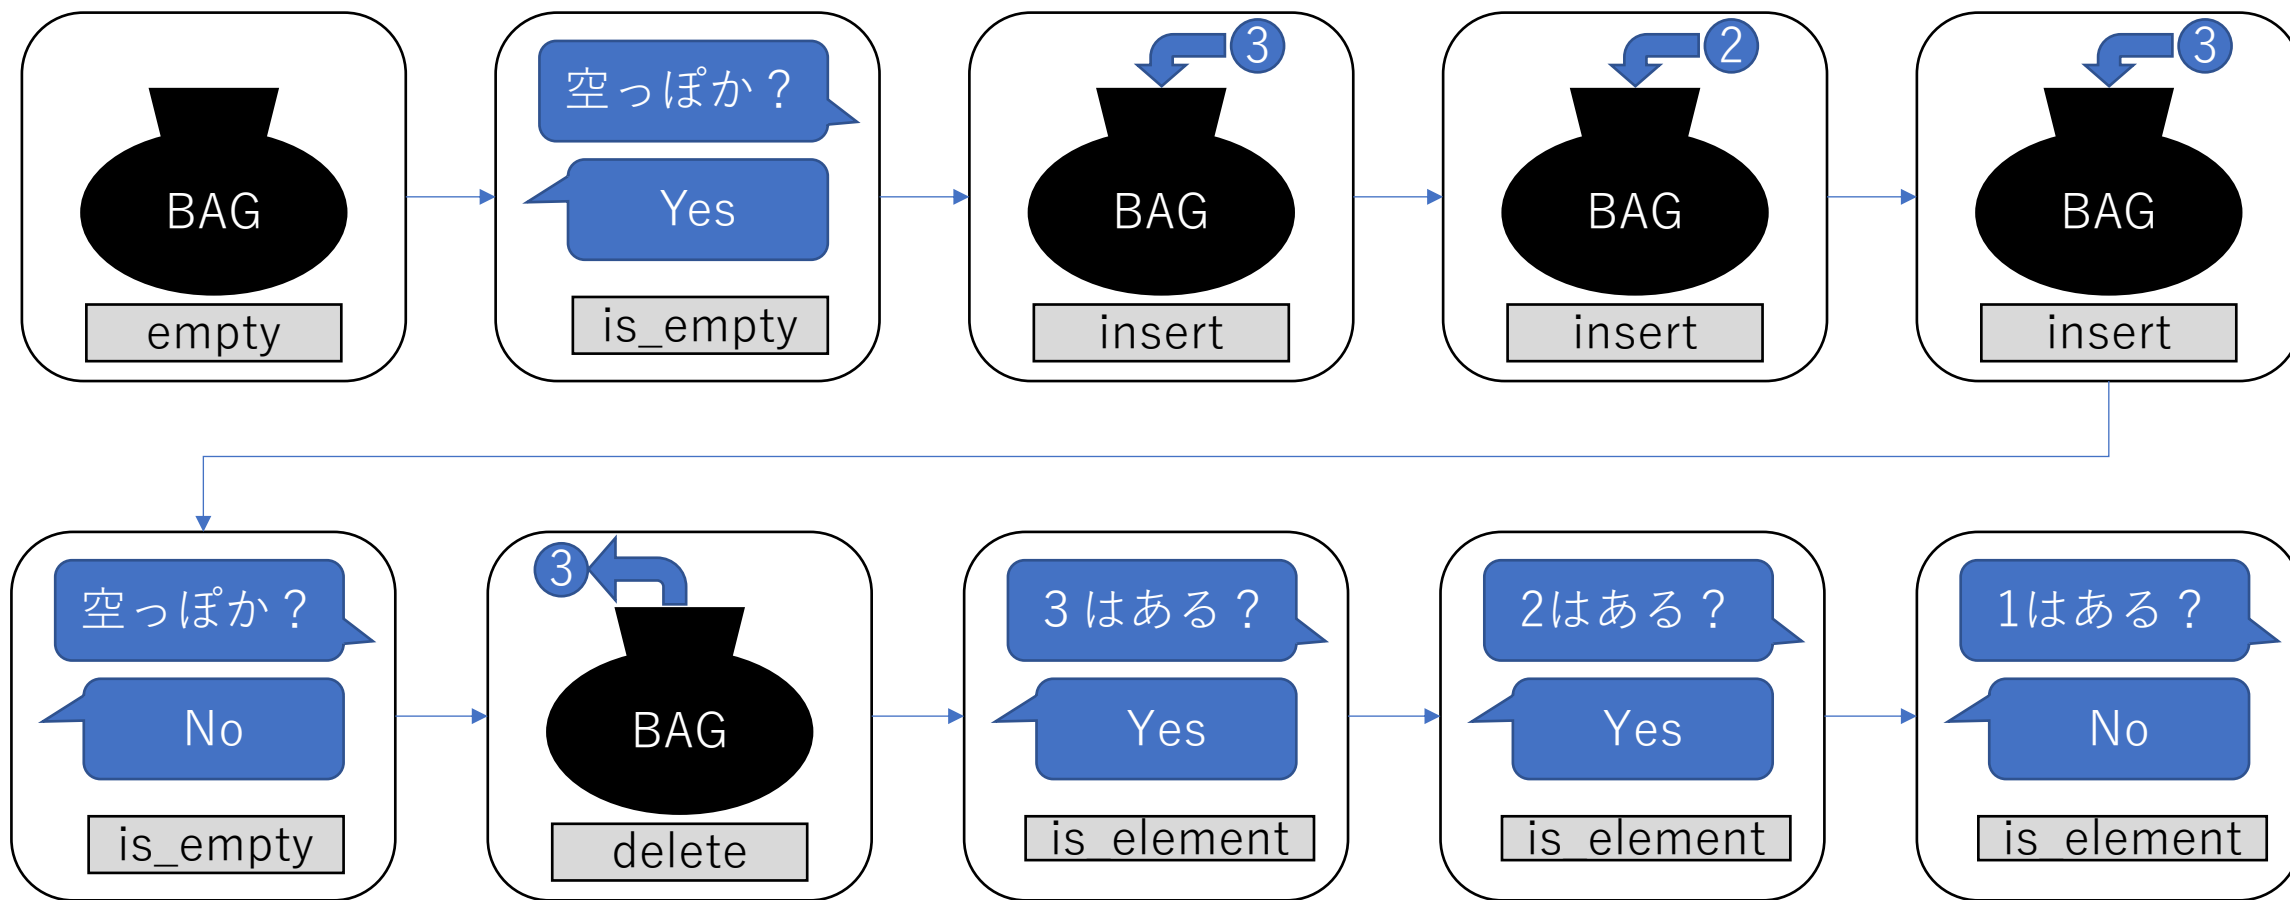 BAG
empty
空っぽか？
Yes
is_empty
3
BAG
insert
2
BAG
insert
3
BAG
insert
空っぽか？
No
is_empty
3
BAG
delete
３はある？
Yes
is_element
2はある？
Yes
is_element
1はある？
No
is_element